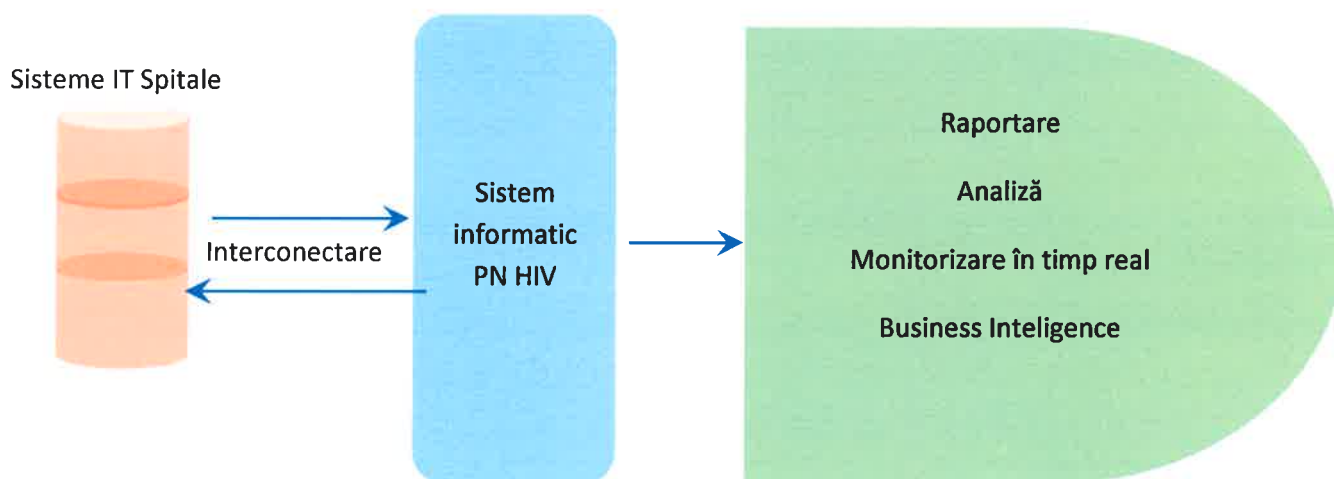 Sisteme IT Spitale
Interconectare
Sistem
informatic
PN HIV
Raportare
Analiză
Monitorizare în timp real
Business Inteligence